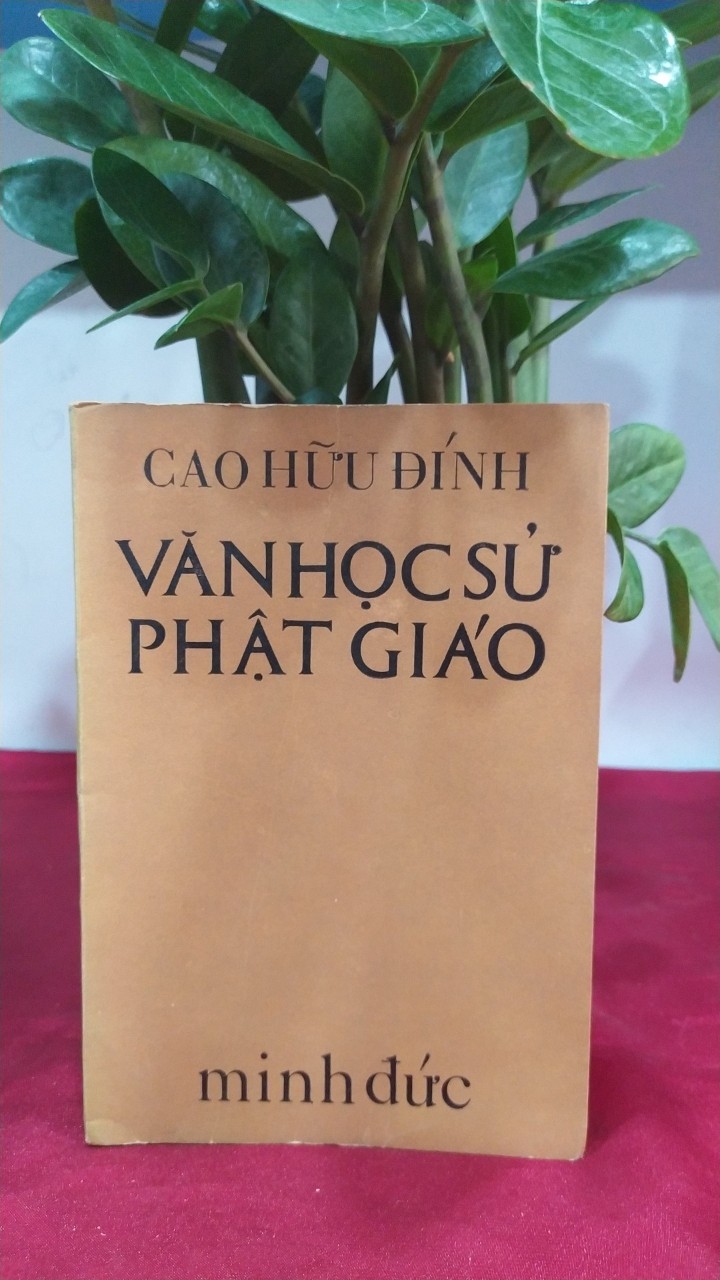 CAO HỮU ĐÍNH
VĂN HỌC SỬ
PHẬT GIÁO
minh đức